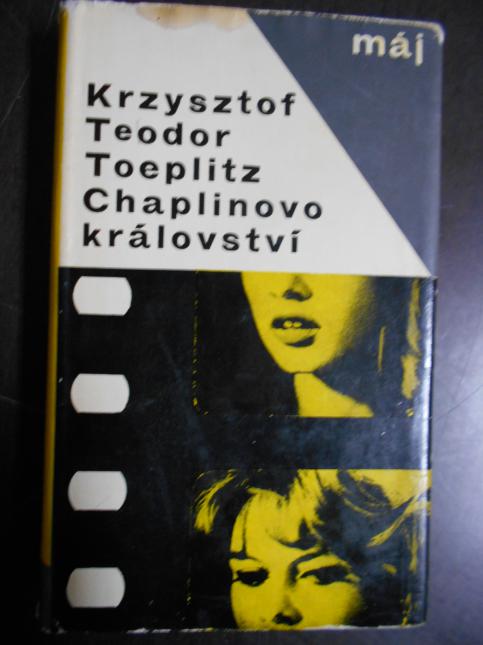 máj
Krzysztof
Teodor
Toeplitz
Chaplinovo
království